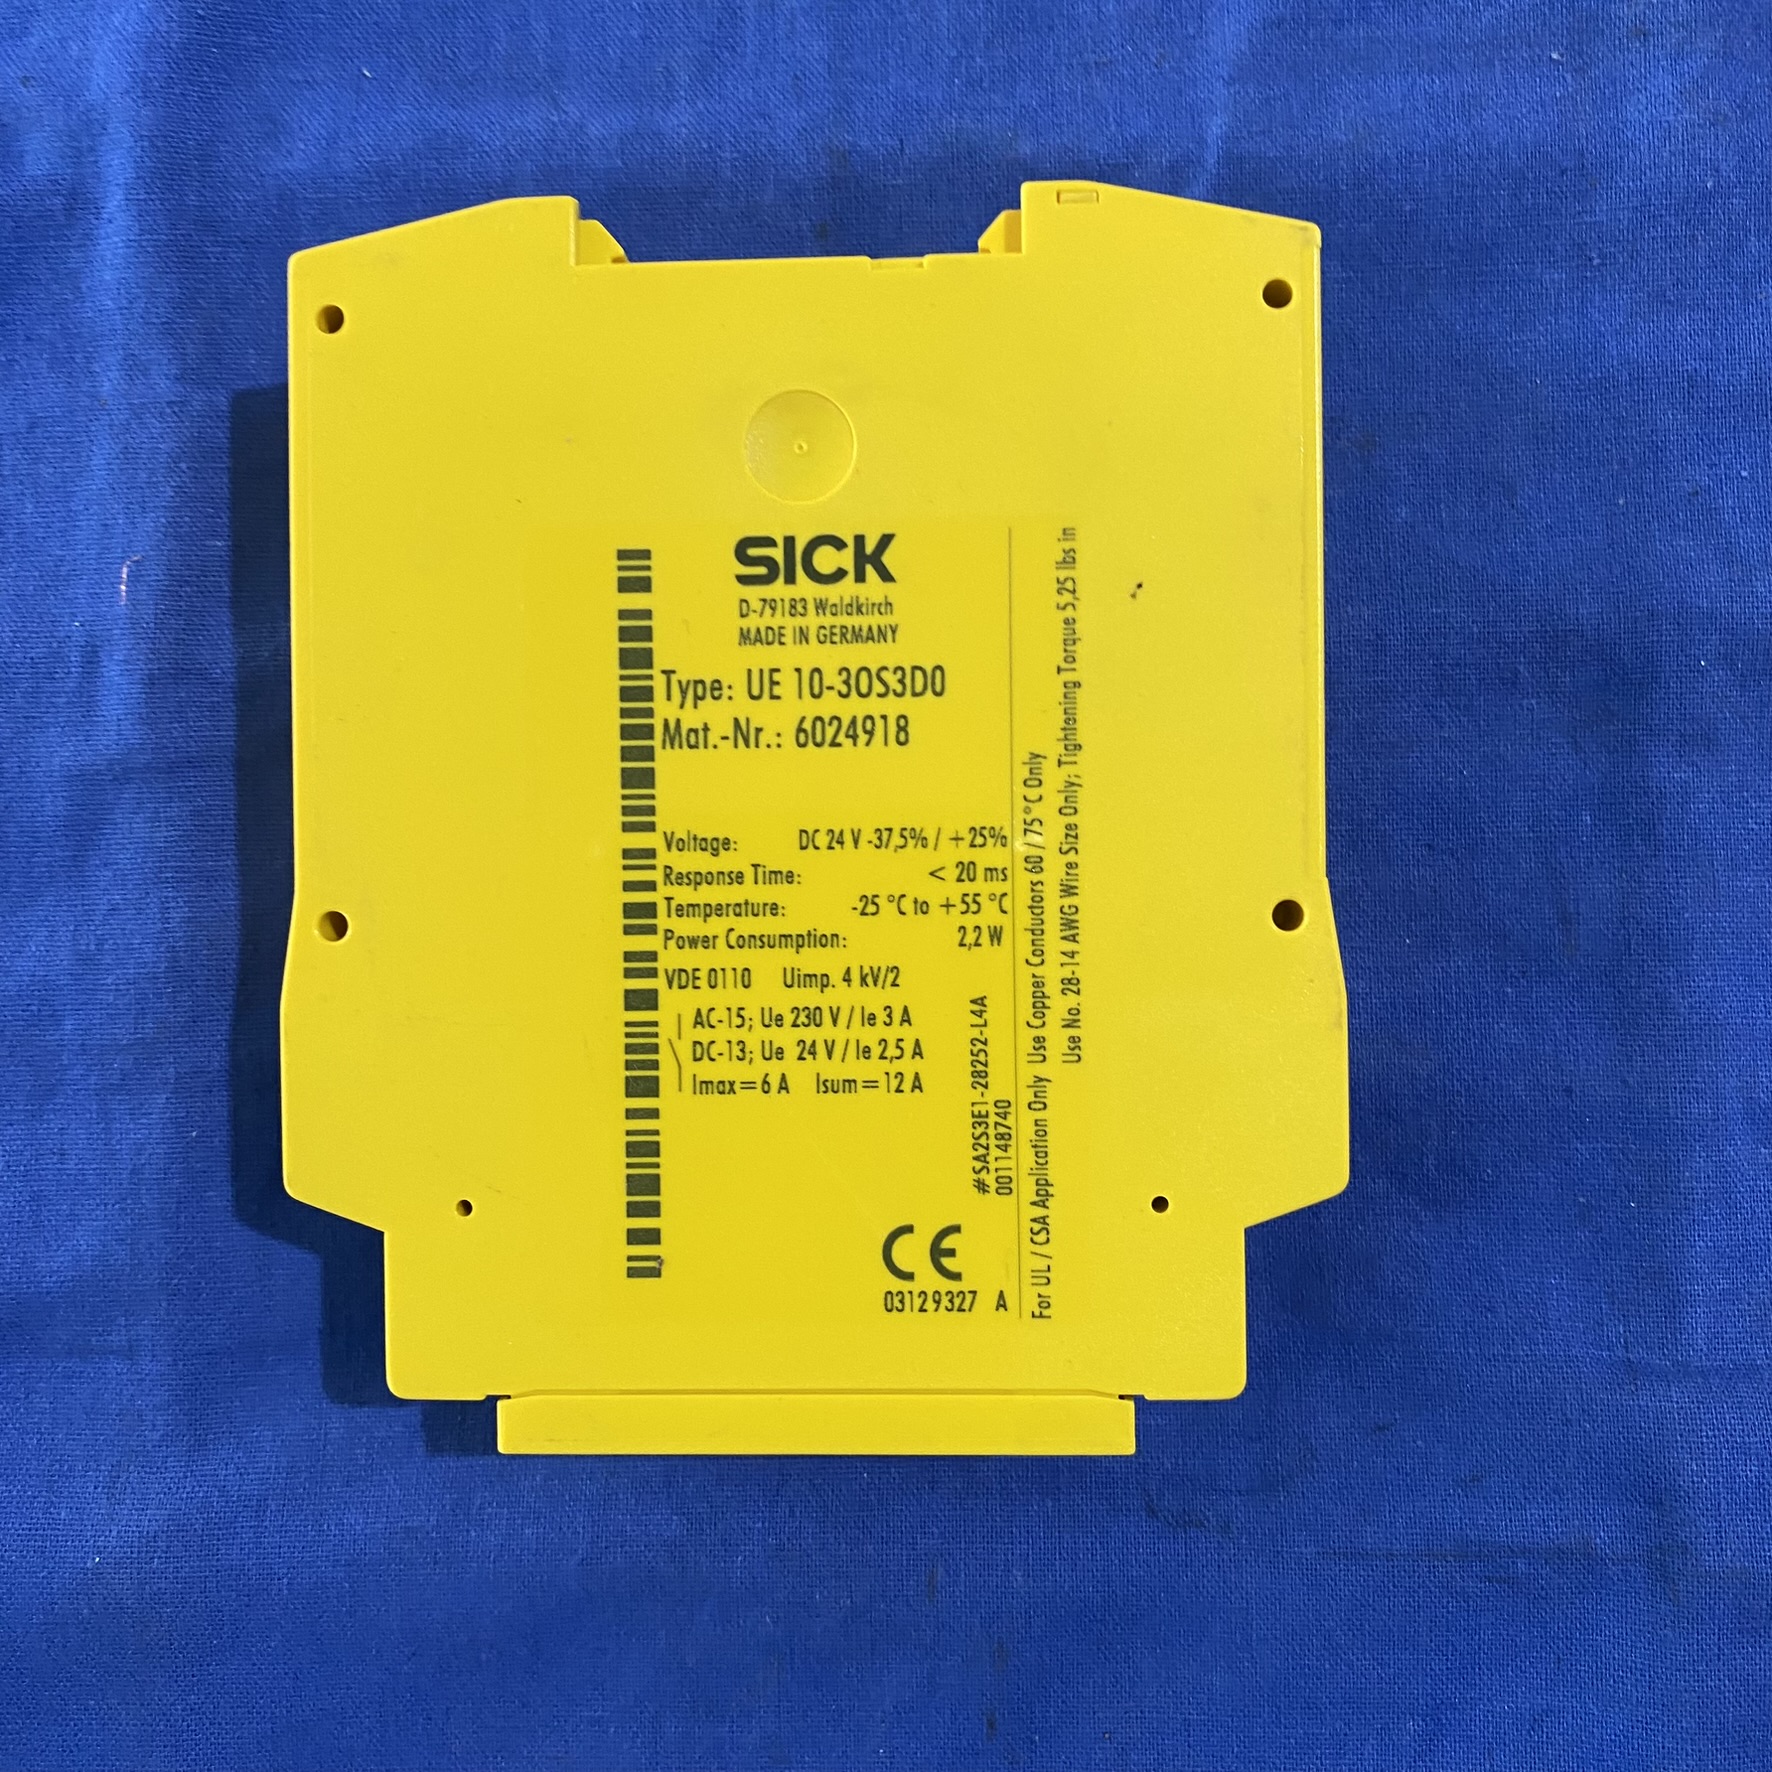 SICK
D-79183 Waldkirch
MADE IN GERMANY
Type: UE 10-3OS3D0
Mat.-Nr.: 6024918
Voltage: DC 24 V -37,5% / +25%
Response Time: < 20 ms
Temperature: -25 °C to +55 °C
Power Consumption: 2,2 W
VDE 0110 Uimp. 4 kV/2
AC-15; Ue 230 V / Ie 3 A
DC-13; Ue 24 V / Ie 2,5 A
Imax=6 A Isum=12 A
#SA2S3E1-28252-L4A
001148740
CE
03129327 A
For UL / CSA Application Only Use Copper Conductors 60/75°C Only
Use No. 28-14 AWG Wire Size Only; Tightening Torque 5,25 lbs in